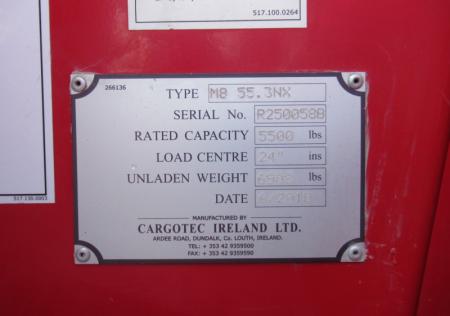 517.100.0264
266136
TYPE M8 55.3NX
SERIAL No. R250058B
RATED CAPACITY 5500 lbs
LOAD CENTRE 24" ins
UNLADEN WEIGHT lbs
DATE
MANUFACTURED BY
CARGOTEC IRELAND LTD.
ARDEE ROAD, DUNDALK, Co. LOUTH, IRELAND.
TEL: + 353 42 9359500
FAX: + 353 42 9359590